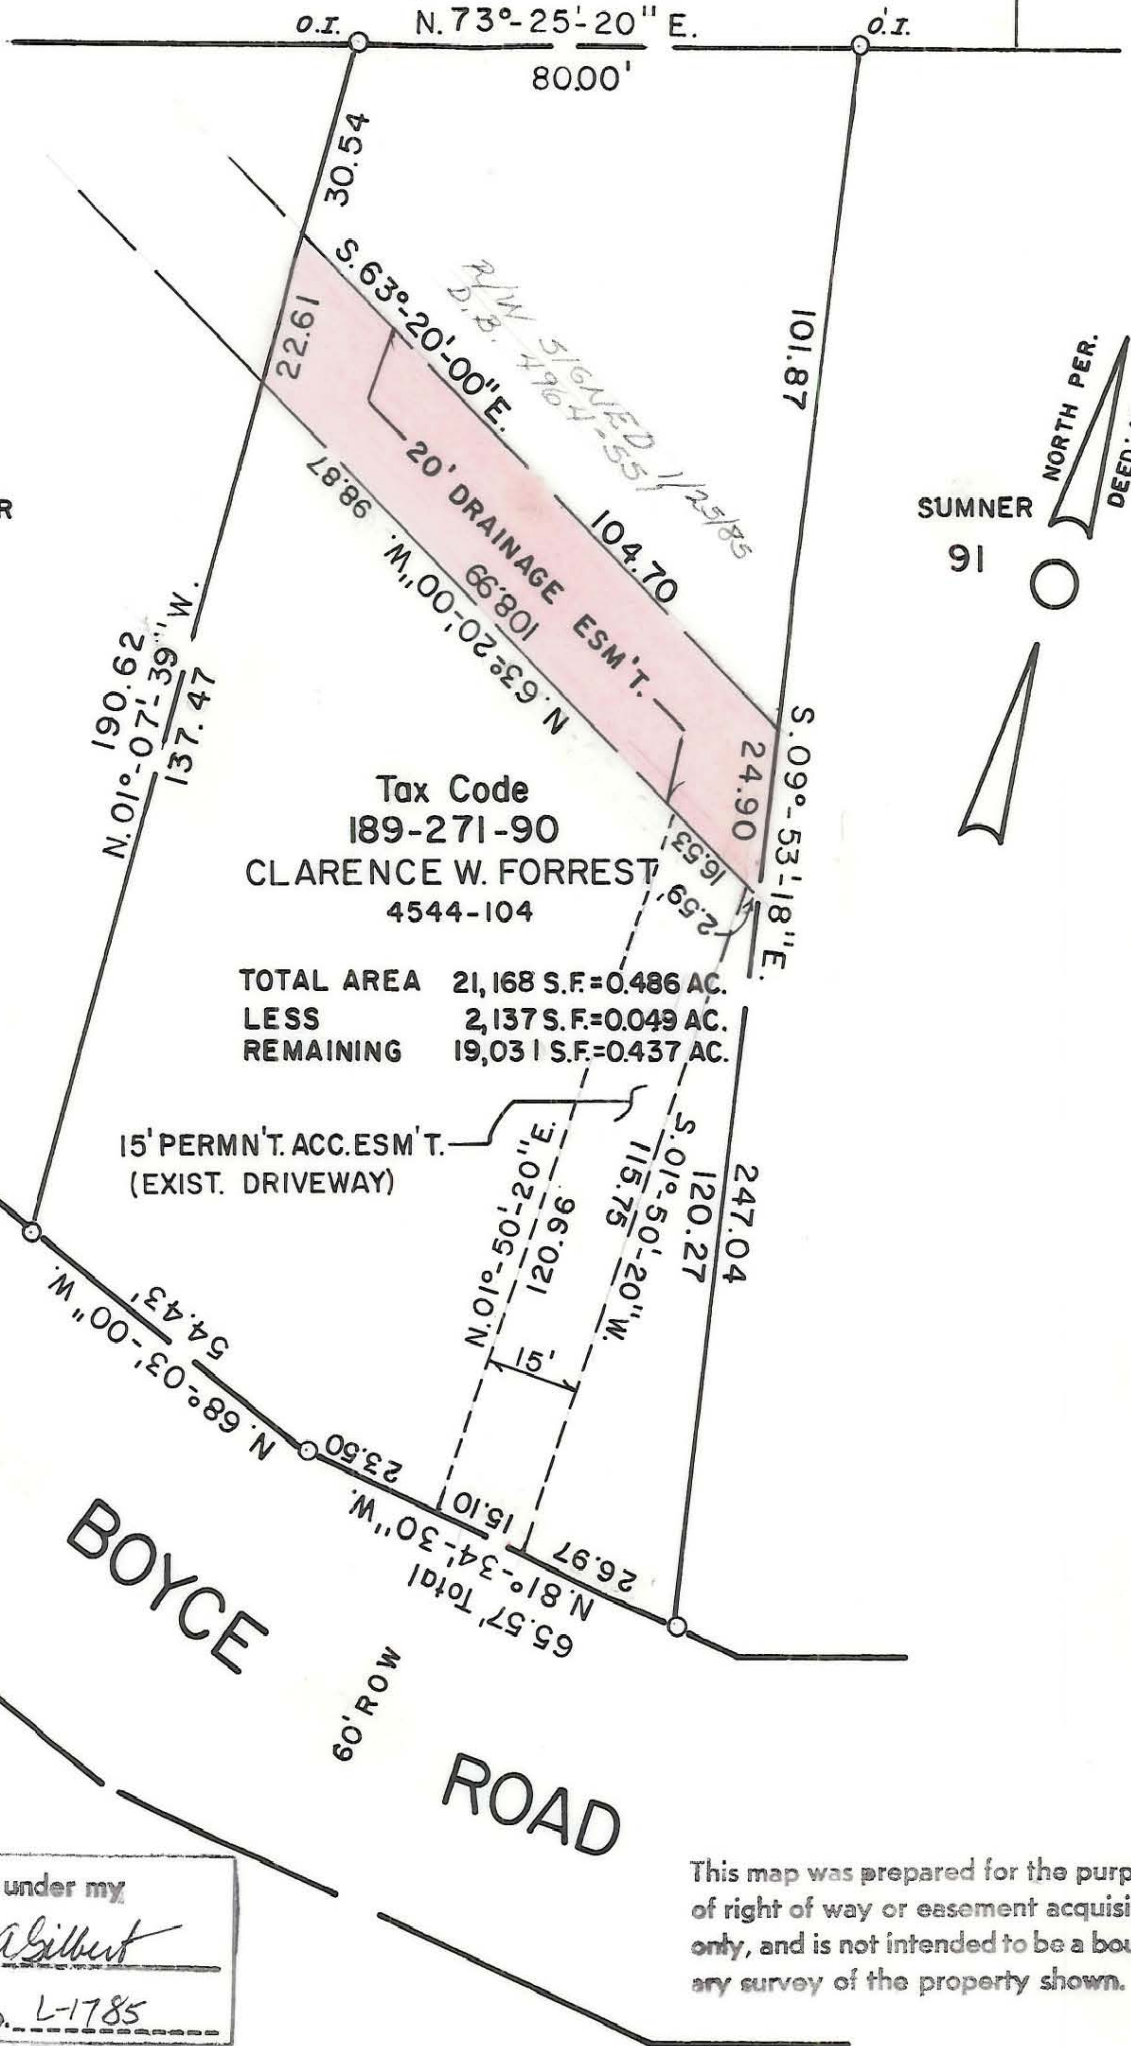 O.I.
N. 73°-25'-20" E.
O.I.
80.00'
30.54
22.61
S. 63°-20'-00" E.
104.70
R/W SIGNED 1/25/85
D.B. 4964-551
101.87
20' DRAINAGE ESM'T.
98.87
108.99
N. 63°-20'-00" W.
NORTH PER.
SUMNER
91
R
190.62
N. 01°-07'-39" W.
137.47
S. 09°-53'-18" E.
24.90
16.53
2.59'
Tax Code
189-271-90
CLARENCE W. FORREST
4544-104
TOTAL AREA 21,168 S.F.=0.486 AC.
LESS 2,137 S.F.=0.049 AC.
REMAINING 19,031 S.F.=0.437 AC.
15' PERMN'T. ACC. ESM'T.
(EXIST. DRIVEWAY)
N. 01°-50'-20" E.
120.96
S. 01°-50'-20" W.
115.75
120.27
247.04
15'
54.43'
N. 68°-03'-00" W.
23.50
15.10
26.97
N. 81°-34'-30" W.
65.57' Total
BOYCE
ROAD
60' ROW
under my
A Gilbert
L-1785
This map was prepared for the purp
of right of way or easement acquisi
only, and is not intended to be a bou
ary survey of the property shown.